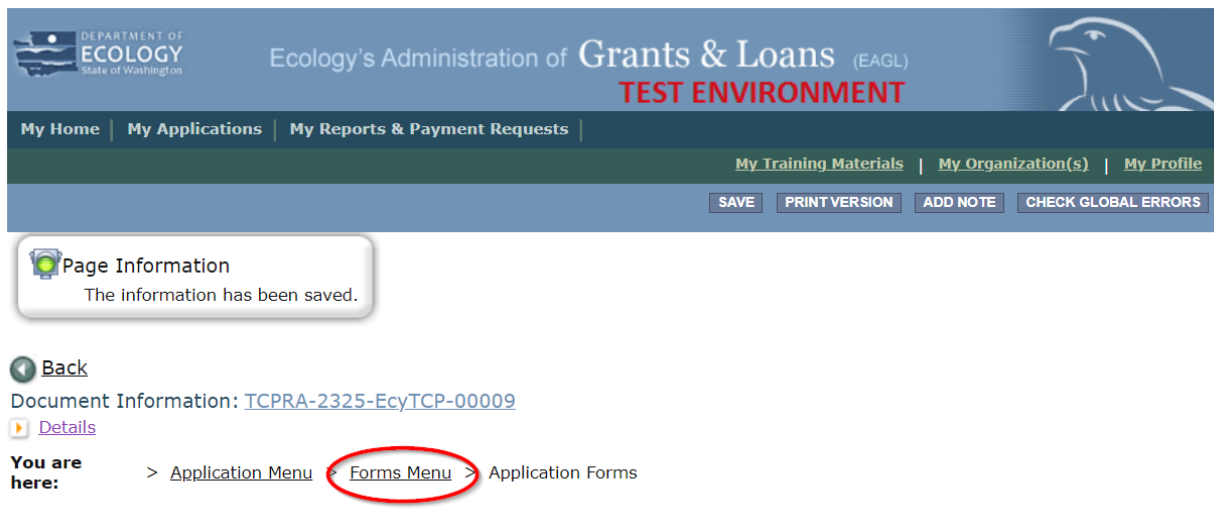 DEPARTMENT OF
ECOLOGY
State of Washington
Ecology's Administration of Grants & Loans (EAGL)
TEST ENVIRONMENT
My Home | My Applications | My Reports & Payment Requests |
My Training Materials | My Organization(s) | My Profile
SAVE PRINT VERSION ADD NOTE CHECK GLOBAL ERRORS
Page Information
The information has been saved.
Back
Document Information: TCPRA-2325-EcyTCP-00009
Details
You are here: > Application Menu > Forms Menu > Application Forms